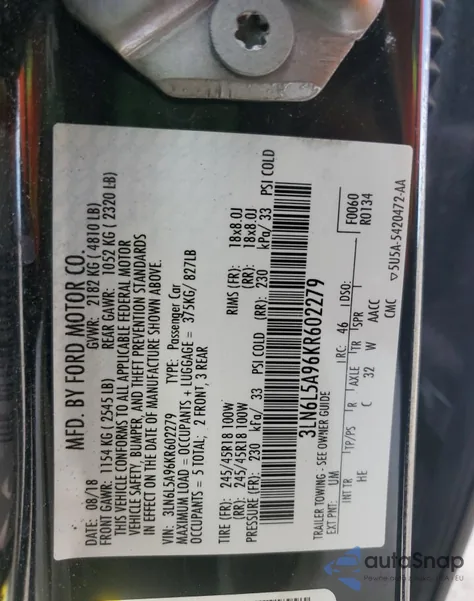 MFD. BY FORD MOTOR CO.
DATE: 08/18 GVWR: 2182 KG ( 4810 LB)
FRONT GAWR: 1154 KG (2545 LB) REAR GAWR: 1052 KG ( 2320 LB)
THIS VEHICLE CONFORMS TO ALL APPLICABLE FEDERAL MOTOR
VEHICLE SAFETY, BUMPER, AND THEFT PREVENTION STANDARDS
IN EFFECT ON THE DATE OF MANUFACTURE SHOWN ABOVE.
VIN: 3LN6L5A96KR602279 TYPE: Passenger Car
MAXIMUM LOAD = OCCUPANTS + LUGGAGE = 375KG/ 827LB
OCCUPANTS = 5 TOTAL; 2 FRONT, 3 REAR
TIRE (FR): 245/45R18 100W RIMS (FR): 18x8.0J
(RR): 245/45R18 100W (RR): 18x8.0J
PRESSURE (FR): 230 kPa/ 33 PSI COLD (RR): 230 kPa/ 33 PSI COLD
3LN6L5A96KR602279
TRAILER TOWING - SEE OWNER GUIDE F0060
EXT PNT: UM RC: 46 DSO: R0134
INT TR TP/PS R AXLE TR SPR
HE C 32 W AACC
CMC ▽5U5A-5420472-AA
autoSnap